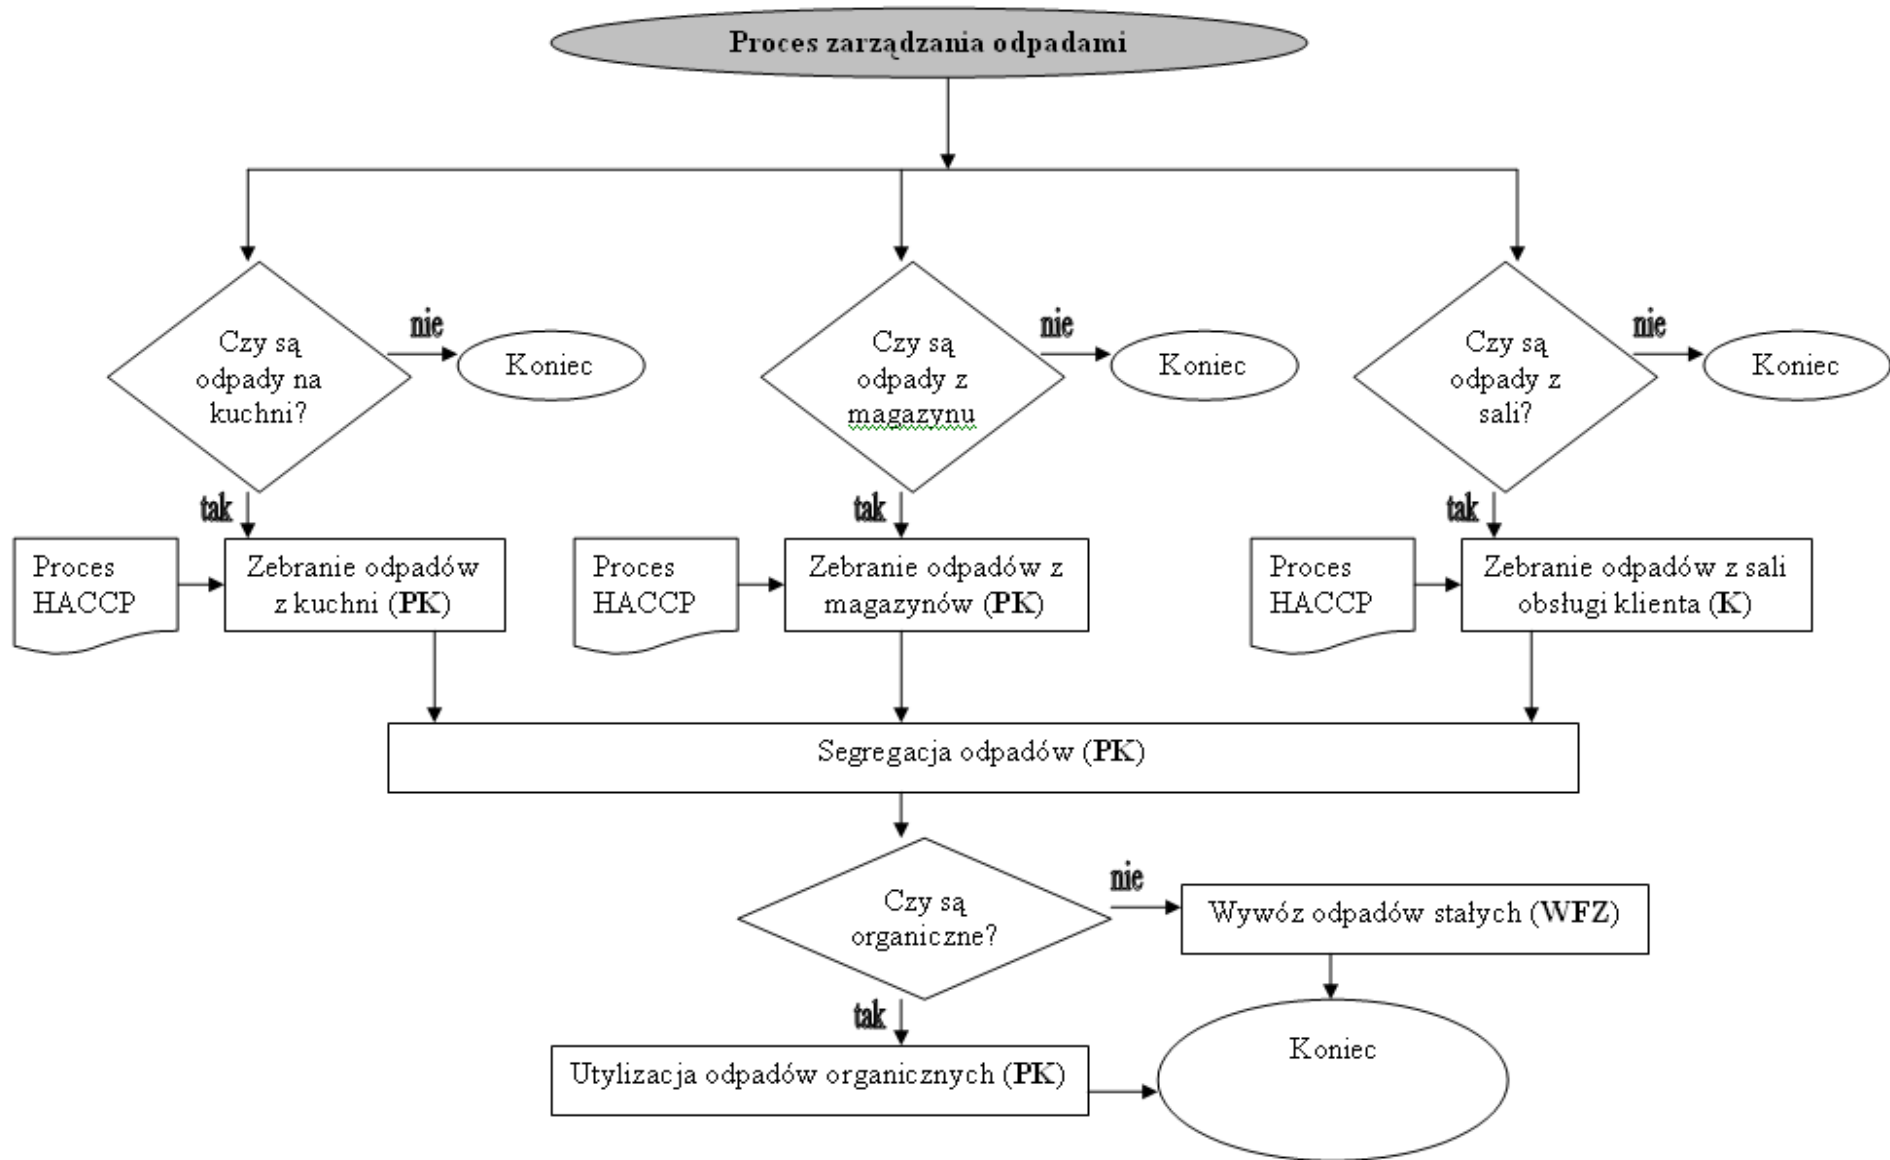 Proces zarządzania odpadami
nie
Czy są
odpady na
kuchni?
Koniec
nie
Czy są
odpady z
magazynu
Koniec
nie
Czy są
odpady z
sali?
Koniec
tak
tak
tak
Proces
HACCP
Zebranie odpadów
z kuchni (PK)
Proces
HACCP
Zebranie odpadów z
magazynów (PK)
Proces
HACCP
Zebranie odpadów z sali
obsługi klienta (K)
Segregacja odpadów (PK)
Czy są
organiczne?
nie
Wywóz odpadów stałych (WFZ)
tak
Utylizacja odpadów organicznych (PK)
Koniec